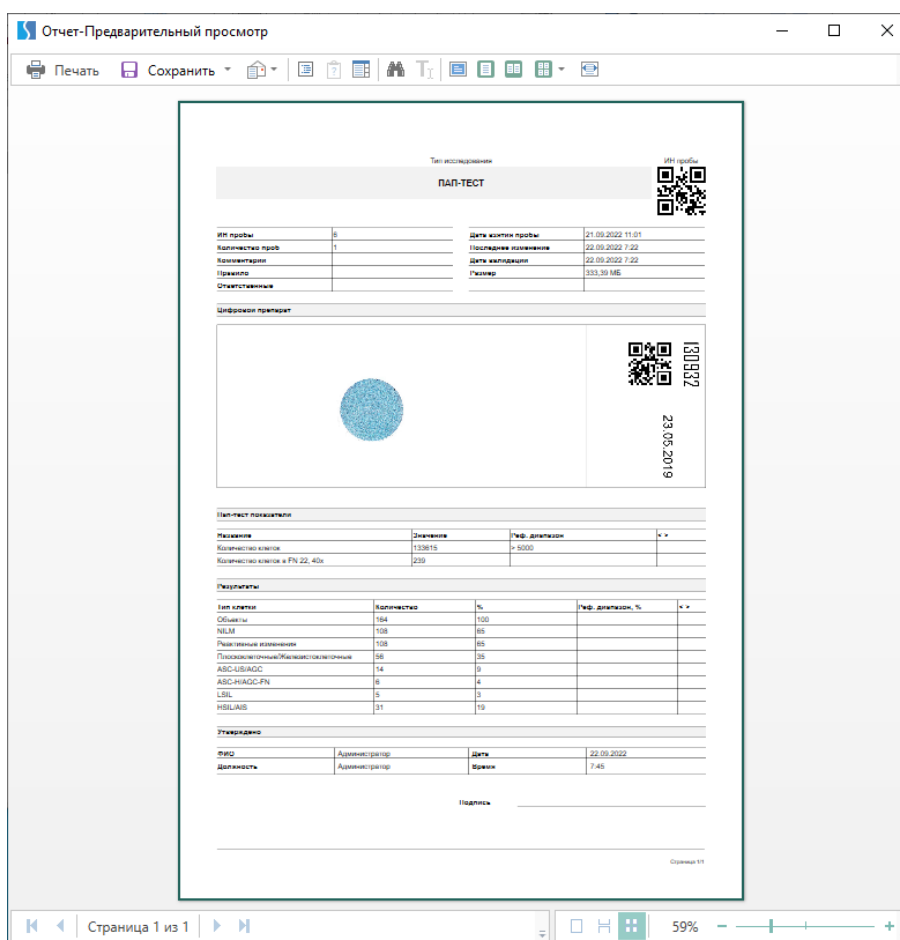 Отчет-Предварительный просмотр
Печать Сохранить
Тип исследования ИН пробы
ПАП-ТЕСТ
ИН пробы 6 Дата взятия пробы 21.09.2022 11:01
Количество проб 1 Последнее изменение 22.09.2022 7:22
Комментарии Дата валидации 22.09.2022 7:22
Правило Размер 333,39 МБ
Ответственные
Цифровой препарат
130932
23.05.2019
Пап-тест показатели
Название Значение Реф. диапазон < >
Количество клеток 133615 > 5000
Количество клеток в FN 22, 40x 239
Результаты
Тип клетки Количество % Реф. диапазон, % < >
Объекты 164 100
NILM 108 65
Реактивные изменения 108 65
Плоскоклеточные/Железистоклеточные 56 35
ASC-US/AGC 14 9
ASC-H/AGC-FN 6 4
LSIL 5 3
HSIL/AIS 31 19
Утверждено
ФИО Администратор Дата 22.09.2022
Должность Администратор Время 7:45
Подпись
Страница 1/1
Страница 1 из 1 59%